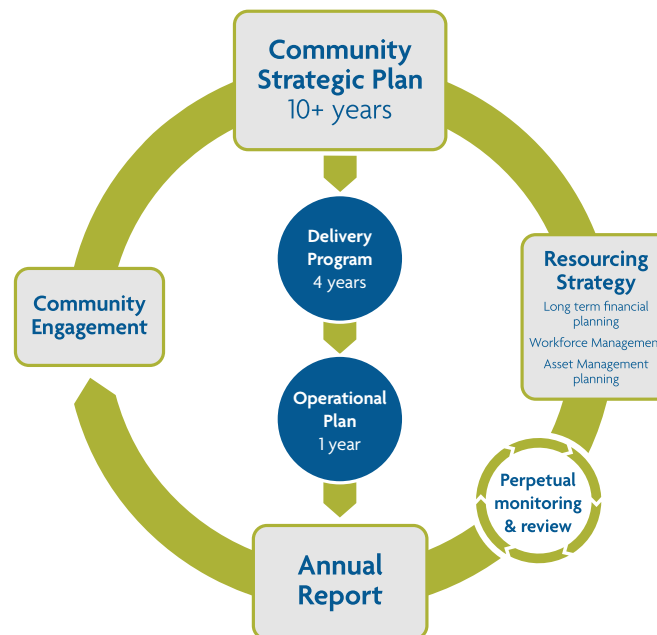 Community
Strategic Plan
10+ years
Delivery
Program
4 years
Resourcing
Strategy
Long term financial
planning
Workforce Management
Asset Management
planning
Community
Engagement
Operational
Plan
1 year
Perpetual
monitoring
& review
Annual
Report